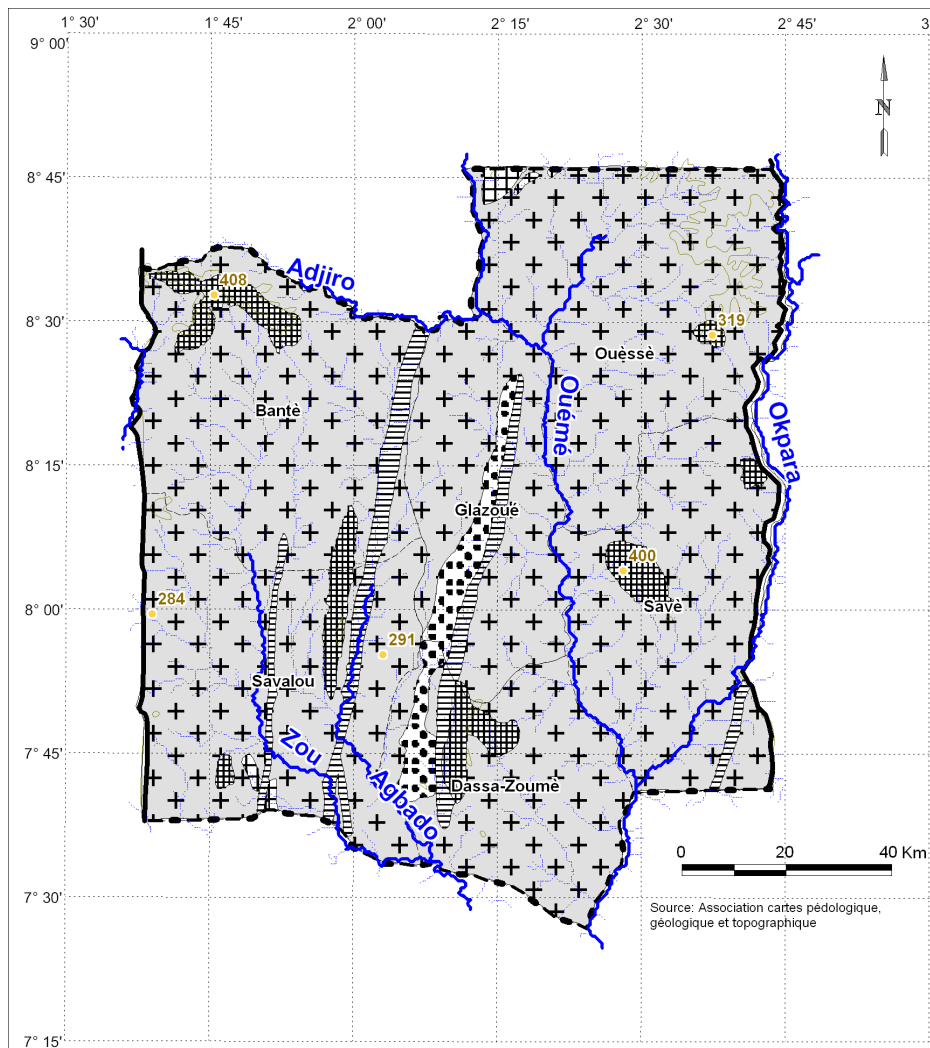 1° 30' 1° 45' 2° 00' 2° 15' 2° 30' 2° 45' 3
9° 00'
N
8° 45'
Adjiro
408
8° 30'
319
Ouèssè
Bantè
Ouémé
Okpara
8° 15'
Glazoué
400
8° 00'
284
Savè
291
Savalou
Zou
7° 45'
Agbado
Dassa-Zoumè
0 20 40 Km
7° 30'
Source: Association cartes pédologique,
géologique et topographique
7° 15'